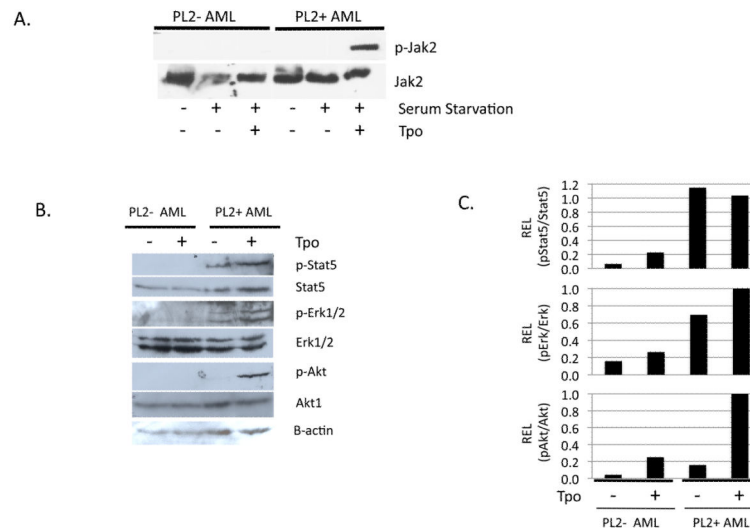 A.
PL2- AML PL2+ AML
p-Jak2
Jak2
- + + - + + Serum Starvation
- - + - - + Tpo
B.
PL2- AML PL2+ AML
- + - + Tpo
p-Stat5
Stat5
p-Erk1/2
Erk1/2
p-Akt
Akt1
B-actin
C.
REL
(pStat5/Stat5)
1.2
1.0
0.8
0.6
0.4
0.2
0.0
REL
(pErk/Erk)
1.0
0.8
0.6
0.4
0.2
0.0
REL
(pAkt/Akt)
1.0
0.8
0.6
0.4
0.2
0.0
Tpo - + - +
PL2- AML PL2+ AML